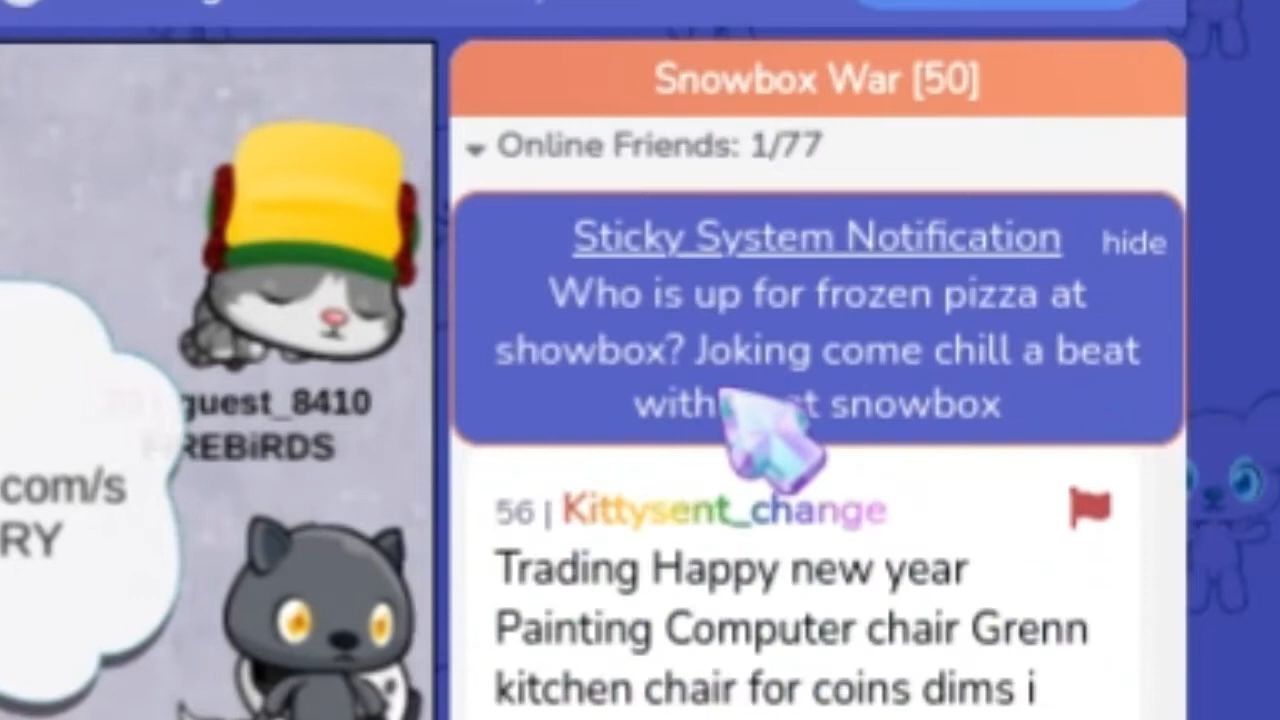 Snowbox War [50]
Online Friends: 1/77
Sticky System Notification
hide
Who is up for frozen pizza at
showbox? Joking come chill a beat
with t snowbox
guest_8410
FiREBiRDS
.com/s
RY
56 | Kittysent_change
Trading Happy new year
Painting Computer chair Grenn
kitchen chair for coins dims i